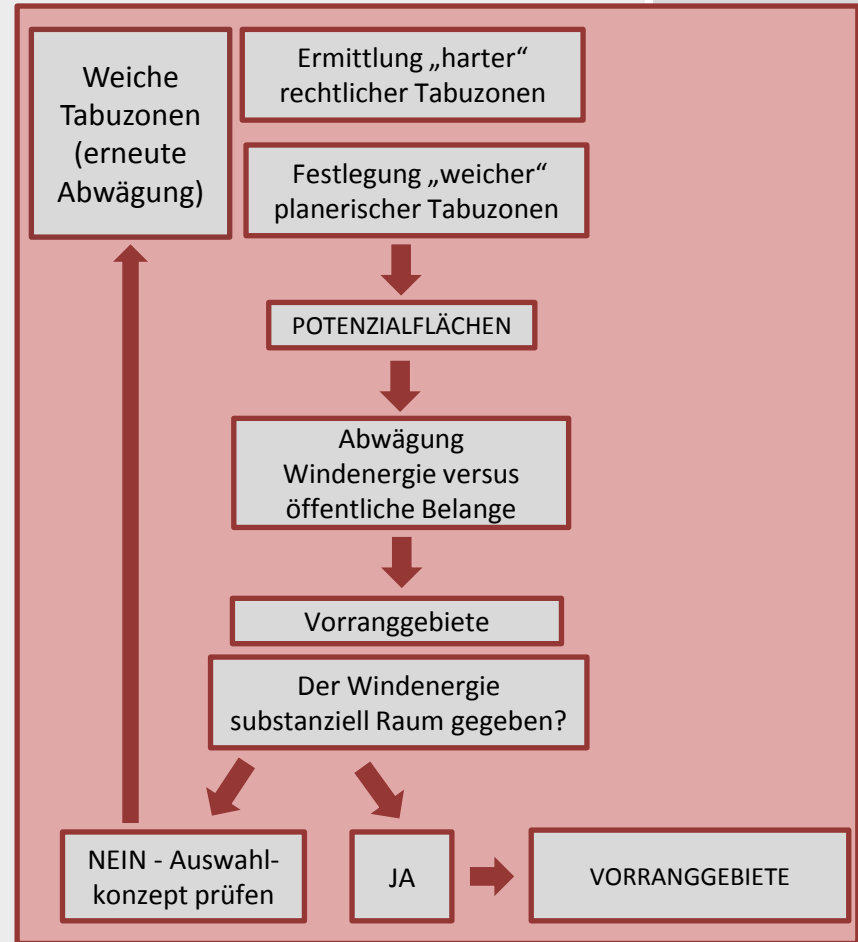 Weiche
Tabuzonen
(erneute
Abwägung)
Ermittlung „harter“
rechtlicher Tabuzonen
Festlegung „weicher“
planerischer Tabuzonen
POTENZIALFLÄCHEN
Abwägung
Windenergie versus
öffentliche Belange
Vorranggebiete
Der Windenergie
substanziell Raum gegeben?
NEIN - Auswahl-
konzept prüfen
JA
VORRANGGEBIETE